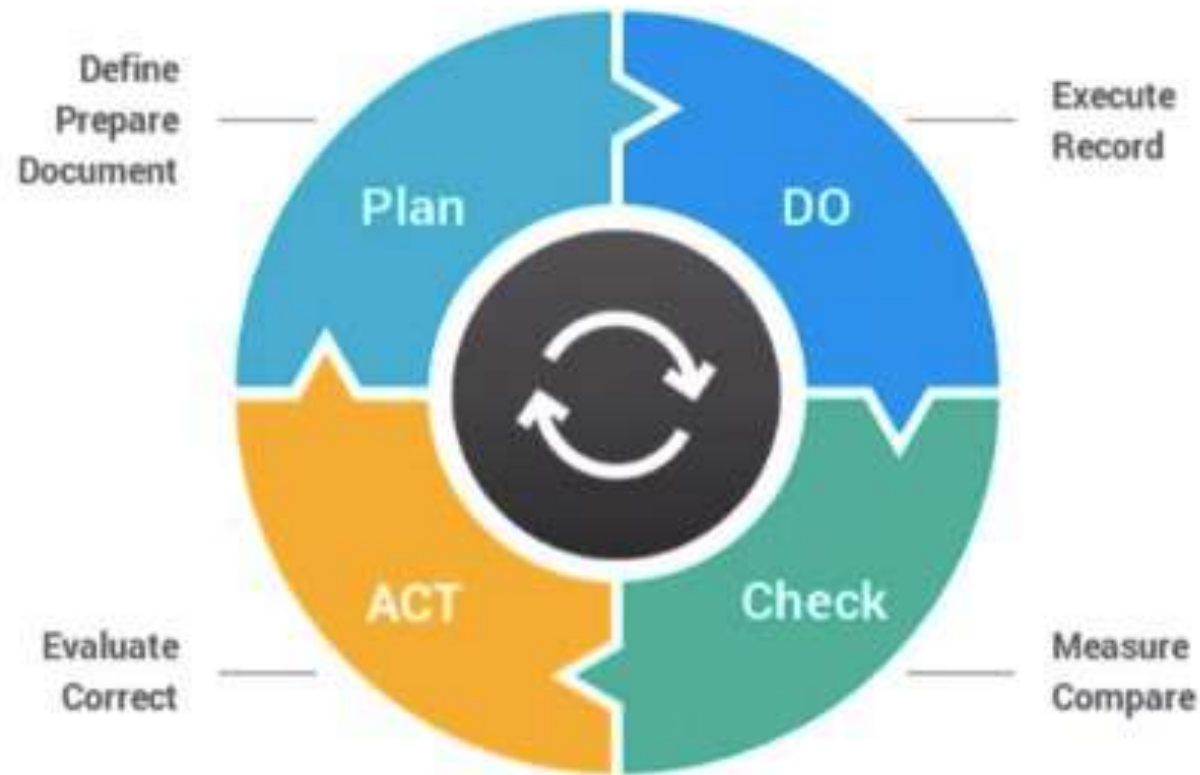 Define
Prepare
Document
Plan
DO
Execute
Record
ACT
Check
Evaluate
Correct
Measure
Compare